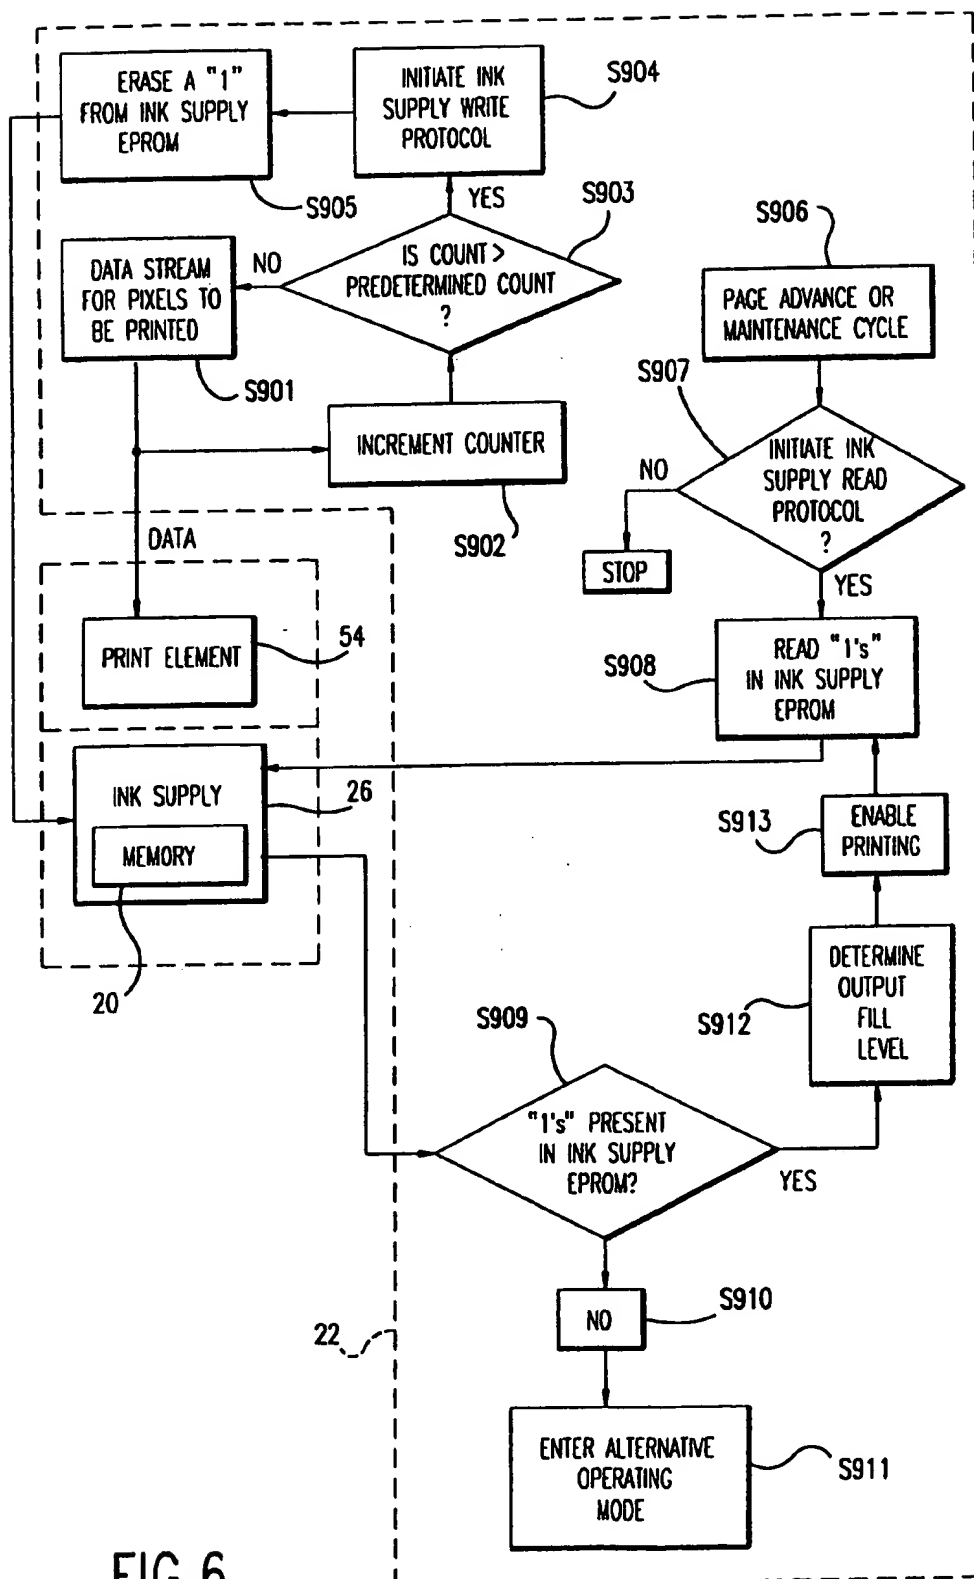 ERASE A "1"
FROM INK SUPPLY
EPROM
S905
INITIATE INK
SUPPLY WRITE
PROTOCOL
S904
YES
S903
IS COUNT >
PREDETERMINED COUNT
?
NO
DATA STREAM
FOR PIXELS TO
BE PRINTED
S901
INCREMENT COUNTER
S902
S906
PAGE ADVANCE OR
MAINTENANCE CYCLE
S907
INITIATE INK
SUPPLY READ
PROTOCOL
?
NO
STOP
YES
DATA
PRINT ELEMENT
54
S908
READ "1's"
IN INK SUPPLY
EPROM
INK SUPPLY
26
MEMORY
20
S913
ENABLE
PRINTING
S912
DETERMINE
OUTPUT
FILL
LEVEL
S909
"1's" PRESENT
IN INK SUPPLY
EPROM?
YES
NO
S910
22
ENTER ALTERNATIVE
OPERATING
MODE
S911
FIG.6